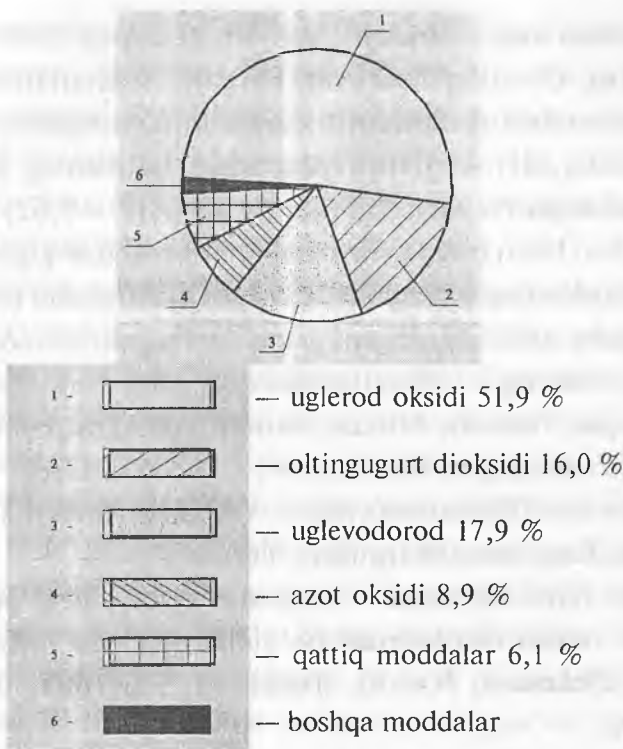 1
6
5
4
2
3
1 - — uglerod oksidi 51,9 %
2 - — oltingugurt dioksidi 16,0 %
3 - — uglevodorod 17,9 %
4 - — azot oksidi 8,9 %
5 - — qattiq moddalar 6,1 %
6 - — boshqa moddalar